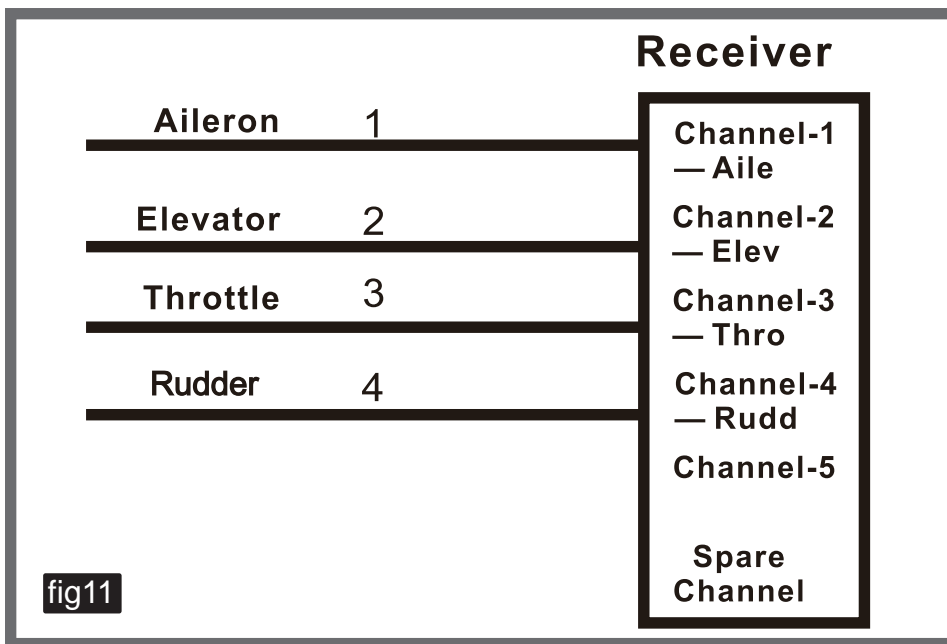 Receiver
Aileron 1
Channel-1
— Aile
Elevator 2
Channel-2
— Elev
Throttle 3
Channel-3
— Thro
Rudder 4
Channel-4
— Rudd
Channel-5
Spare
Channel
fig11